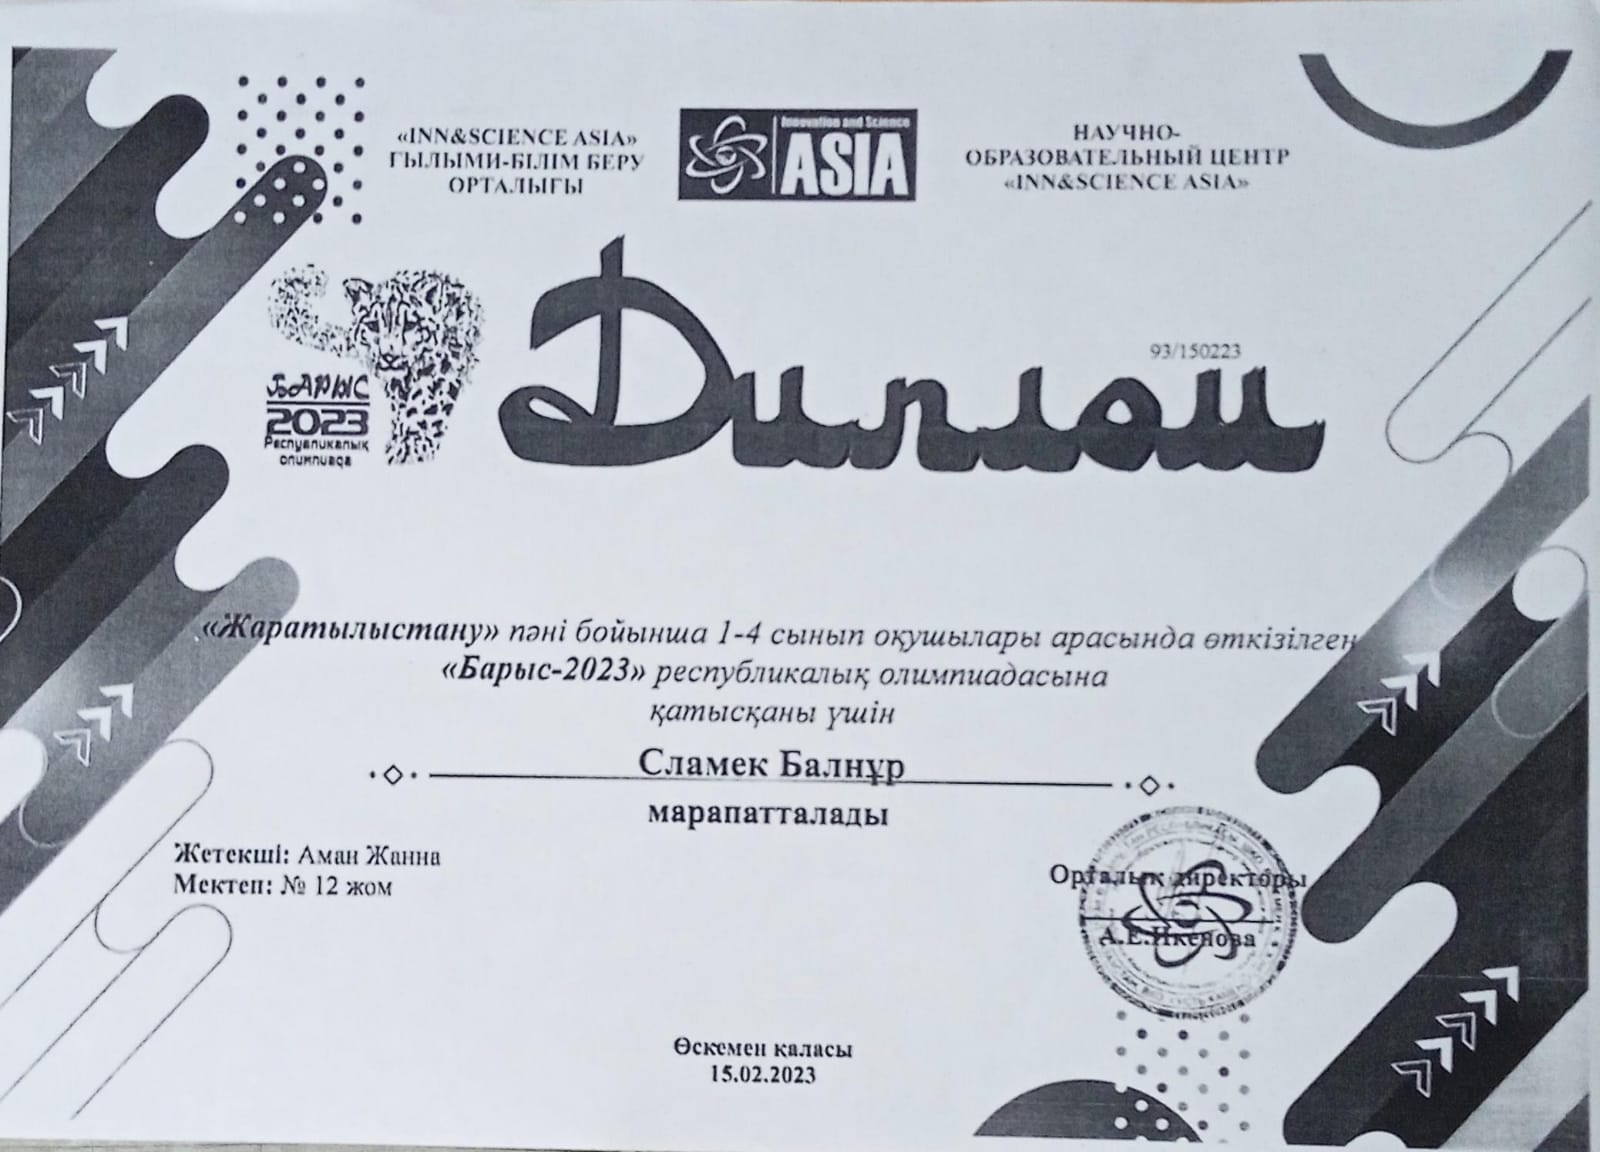 «INN&SCIENCE ASIA»
ҒЫЛЫМИ-БІЛІМ БЕРУ
ОРТАЛЫҒЫ
Innovation and Science
ASIA
НАУЧНО-
ОБРАЗОВАТЕЛЬНЫЙ ЦЕНТР
«INN&SCIENCE ASIA»
БАРЫС
2023
Республикалық
олимпиада
Диплом
93/150223
«Жаратылыстану» пәні бойынша 1-4 сынып оқушылары арасында өткізілген
«Барыс-2023» республикалық олимпиадасына
қатысқаны үшін
Сламек Балнұр
марапатталады
Жетекші: Аман Жанна
Мектеп: № 12 жом
Орталық директоры
А.Е.Икенова
Өскемен қаласы
15.02.2023